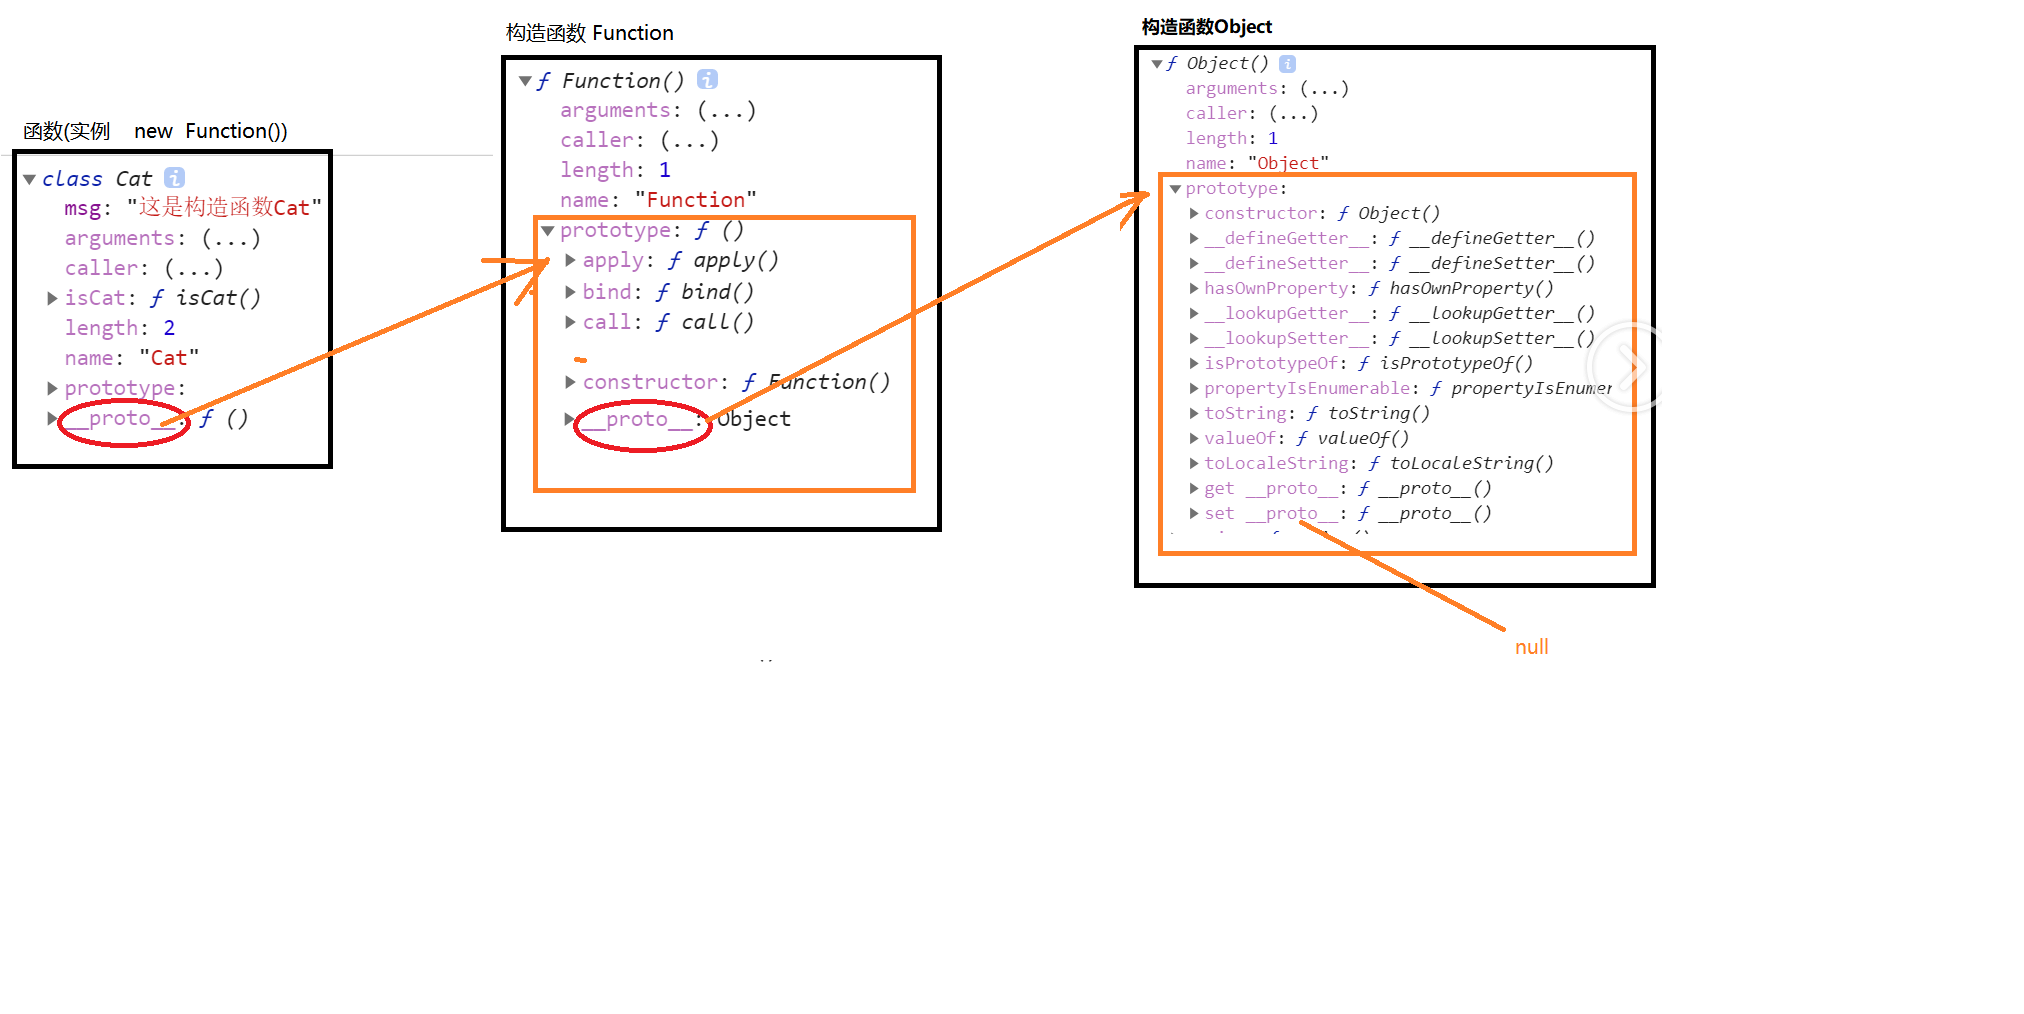 函数(实例 new Function())
class Cat i
msg: "这是构造函数Cat"
arguments: (...)
caller: (...)
isCat: ƒ isCat()
length: 2
name: "Cat"
prototype:
__proto__: ƒ ()
构造函数 Function
ƒ Function() i
arguments: (...)
caller: (...)
length: 1
name: "Function"
prototype: ƒ ()
apply: ƒ apply()
bind: ƒ bind()
call: ƒ call()
constructor: ƒ Function()
__proto__: Object
构造函数Object
ƒ Object() i
arguments: (...)
caller: (...)
length: 1
name: "Object"
prototype:
constructor: ƒ Object()
__defineGetter__: ƒ __defineGetter__()
__defineSetter__: ƒ __defineSetter__()
hasOwnProperty: ƒ hasOwnProperty()
__lookupGetter__: ƒ __lookupGetter__()
__lookupSetter__: ƒ __lookupSetter__()
isPrototypeOf: ƒ isPrototypeOf()
propertyIsEnumerable: ƒ propertyIsEnumer
toString: ƒ toString()
valueOf: ƒ valueOf()
toLocaleString: ƒ toLocaleString()
get __proto__: ƒ __proto__()
set __proto__: ƒ __proto__()
null